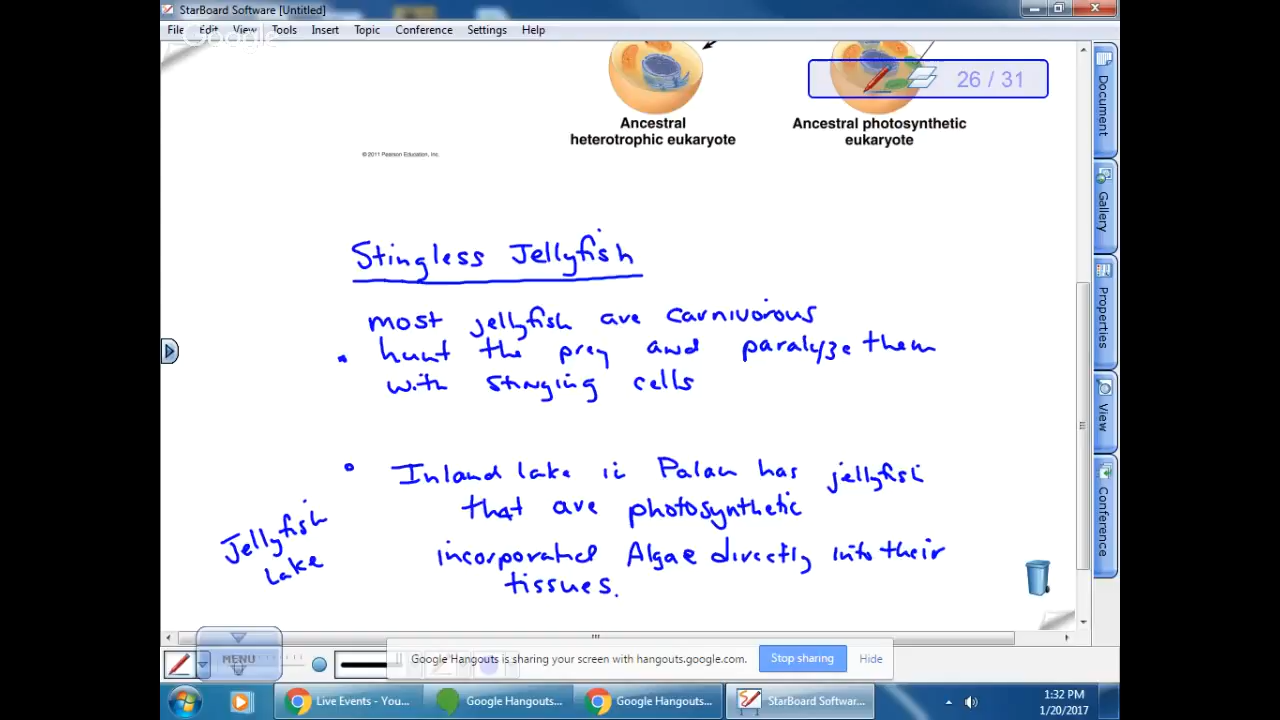 StarBoard Software [Untitled]
File Edit View Tools Insert Topic Conference Settings Help
Google
26 / 31
Ancestral heterotrophic eukaryote
Ancestral photosynthetic eukaryote
© 2011 Pearson Education, Inc.
Stingless Jellyfish
most jellyfish are carnivorous
• hunt the prey and paralyze them
with stinging cells
• Inland lake in Palau has jellyfish
that are photosynthetic
Jellyfish
Lake
incorporated Algae directly into their
tissues.
Document
Gallery
Properties
View
Conference
MENU
Google Hangouts is sharing your screen with hangouts.google.com. Stop sharing Hide
Live Events - You... Google Hangouts... Google Hangouts... StarBoard Softwar...
1:32 PM
1/20/2017